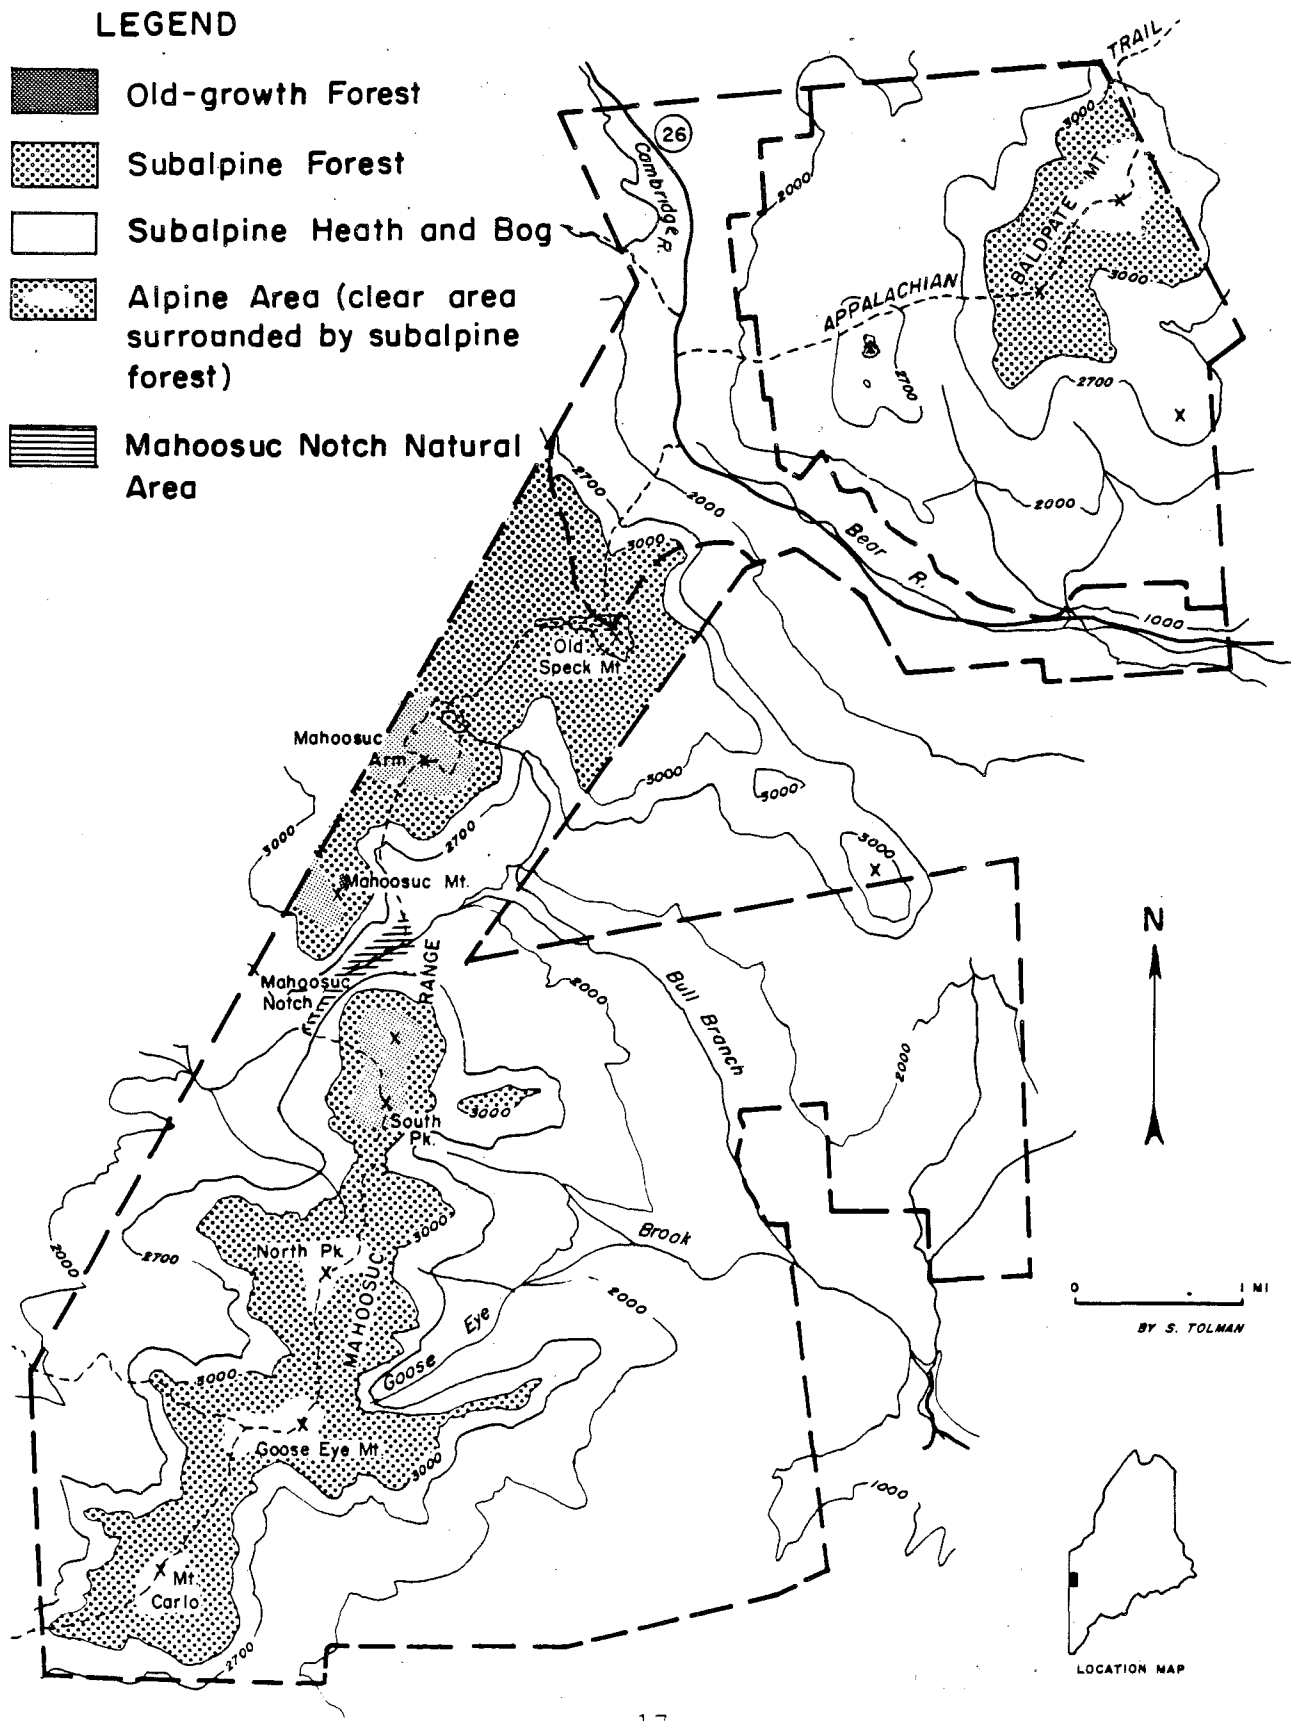 LEGEND
Old-growth Forest
Subalpine Forest
Subalpine Heath and Bog
Alpine Area (clear area
surrounded by subalpine
forest)
Mahoosuc Notch Natural
Area
TRAIL
26
Cambridge
R.
3000
2000
BALDPATE MT
3000
APPALACHIAN
2700
2700
2700
2000
2000
3000
Bear
R.
1000
Old
Speck Mt
Mahoosuc
Arm
3000
3000
3000
2700
3000
Mahoosuc Mt.
N
Mahoosuc
Notch
RANGE
2000
Bull Branch
2000
3000
South
Pk.
3000
Brook
2000
2700
North Pk.
MAHOOSUC
2000
0 1 MI
BY S. TOLMAN
Goose Eye
3000
Goose Eye Mt.
3000
1000
Mt.
Carlo
2700
LOCATION MAP
17